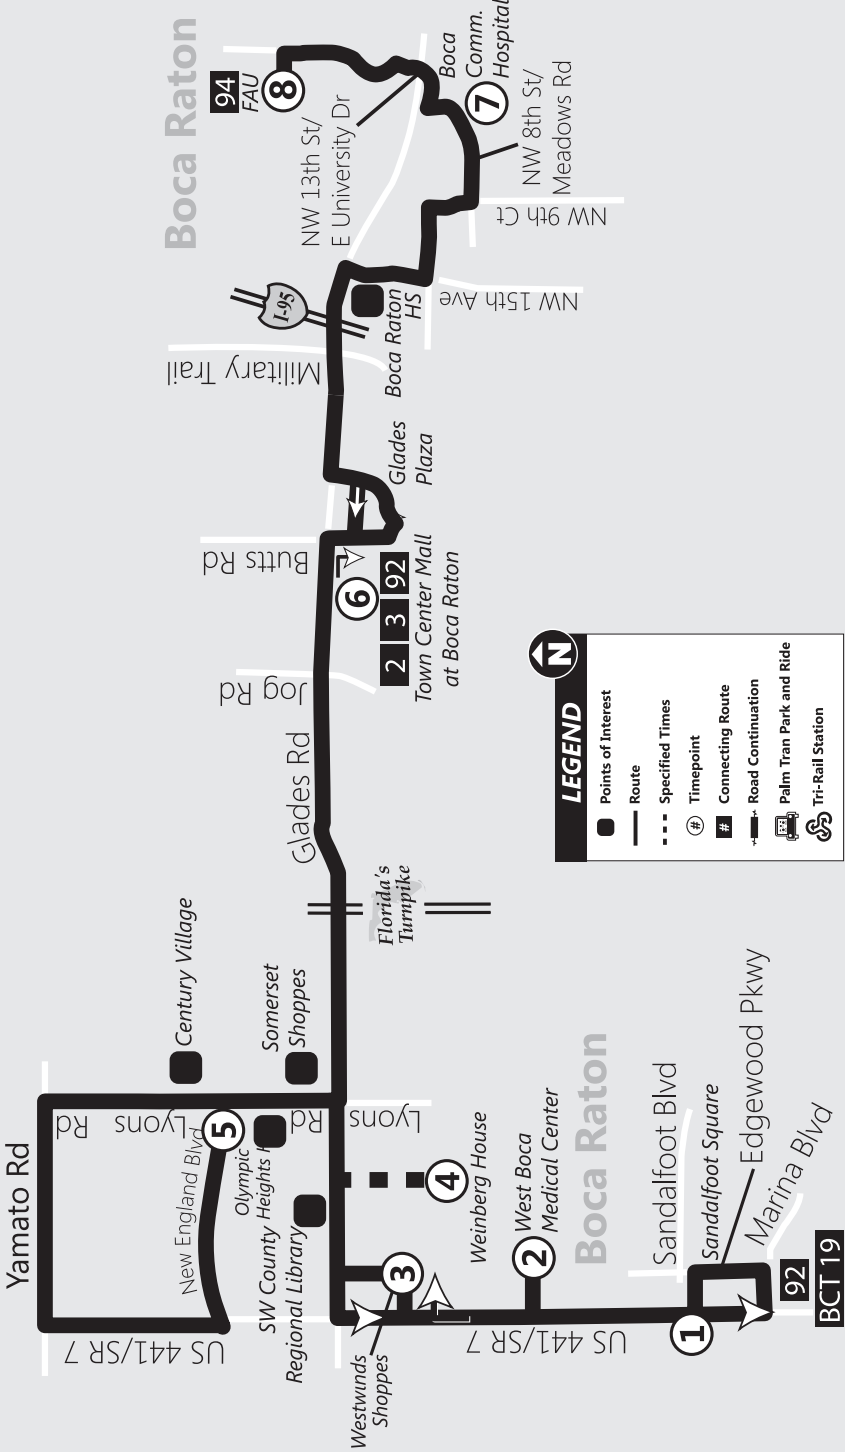 Boca Raton
94
FAU
8
NW 13th St/
E University Dr
Boca
Comm.
Hospital
7
NW 8th St/
Meadows Rd
NW 9th Ct
NW 15th Ave
I-95
Boca Raton
HS
Military Trail
Glades
Plaza
Butts Rd
6
2 3 92
Town Center Mall
at Boca Raton
Jog Rd
Glades Rd
Florida's
Turnpike
Century Village
Somerset
Shoppes
Yamato Rd
Lyons Rd
Lyons Rd
New England Blvd
5
Olympic
Heights H
SW County
Regional Library
US 441/SR 7
4
Weinberg House
3
Westwinds
Shoppes
2
West Boca
Medical Center
Boca Raton
US 441/SR 7
1
Sandalfoot Blvd
Sandalfoot Square
Edgewood Pkwy
Marina Blvd
92
BCT 19
LEGEND
N
Points of Interest
Route
Specified Times
# Timepoint
# Connecting Route
Road Continuation
Palm Tran Park and Ride
Tri-Rail Station